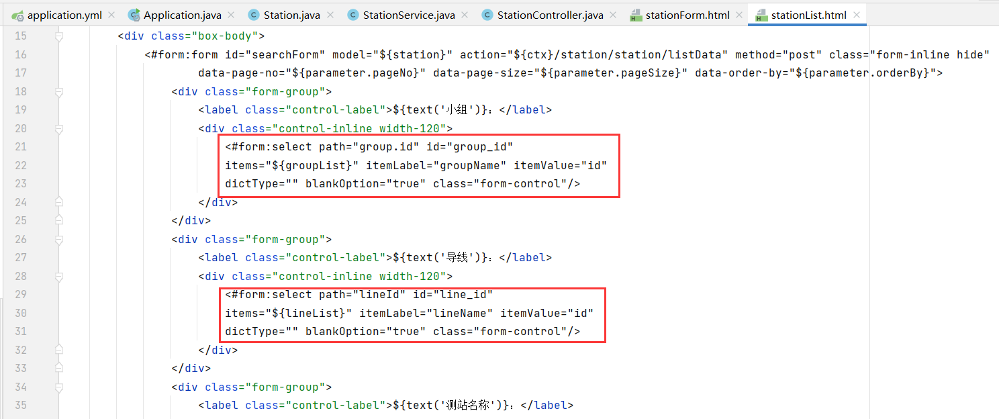 application.yml Application.java Station.java StationService.java StationController.java stationForm.html stationList.html
15 <div class="box-body">
16 <#form:form id="searchForm" model="${station}" action="${ctx}/station/station/listData" method="post" class="form-inline hide"
17 data-page-no="${parameter.pageNo}" data-page-size="${parameter.pageSize}" data-order-by="${parameter.orderBy}">
18 <div class="form-group">
19 <label class="control-label">${text('小组')}：</label>
20 <div class="control-inline width-120">
21 <#form:select path="group.id" id="group_id"
22 items="${groupList}" itemLabel="groupName" itemValue="id"
23 dictType="" blankOption="true" class="form-control"/>
24 </div>
25 </div>
26 <div class="form-group">
27 <label class="control-label">${text('导线')}：</label>
28 <div class="control-inline width-120">
29 <#form:select path="lineId" id="line_id"
30 items="${lineList}" itemLabel="lineName" itemValue="id"
31 dictType="" blankOption="true" class="form-control"/>
32 </div>
33 </div>
34 <div class="form-group">
35 <label class="control-label">${text('测站名称')}：</label>